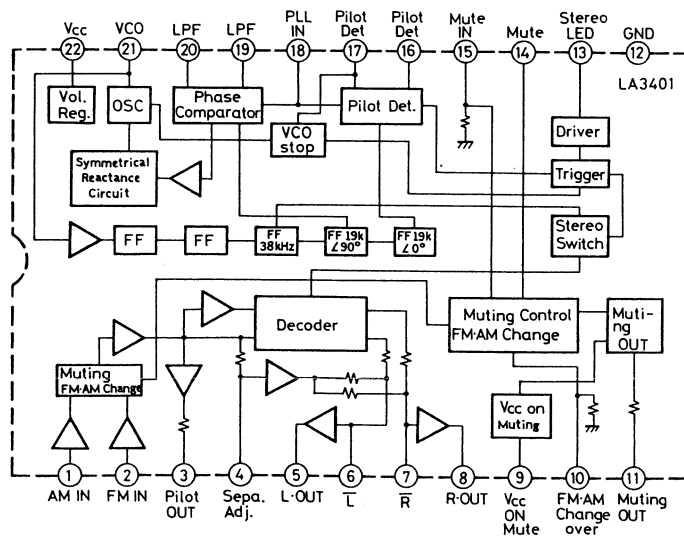 Vcc
VCO
LPF
LPF
PLL
IN
Pilot
Det
Pilot
Det
Mute
IN
Mute
Stereo
LED
GND
22
21
20
19
18
17
16
15
14
13
12
LA3401
Vol.
Reg.
OSC
Phase
Comparator
Pilot Det.
VCO
stop
Driver
Symmetrical
Reactance
Circuit
Trigger
Stereo
Switch
FF
FF
FF
38kHz
FF 19k
∠90°
FF 19k
∠0°
Decoder
Muting Control
FM·AM Change
Muti-
ng
OUT
Muting
FM·AM Change
Vcc on
Muting
1
2
3
4
5
6
7
8
9
10
11
AM IN
FM IN
Pilot
OUT
Sepa.
Adj.
L·OUT
L̅
R̅
R·OUT
Vcc
ON
Mute
FM·AM
Change
over
Muting
OUT